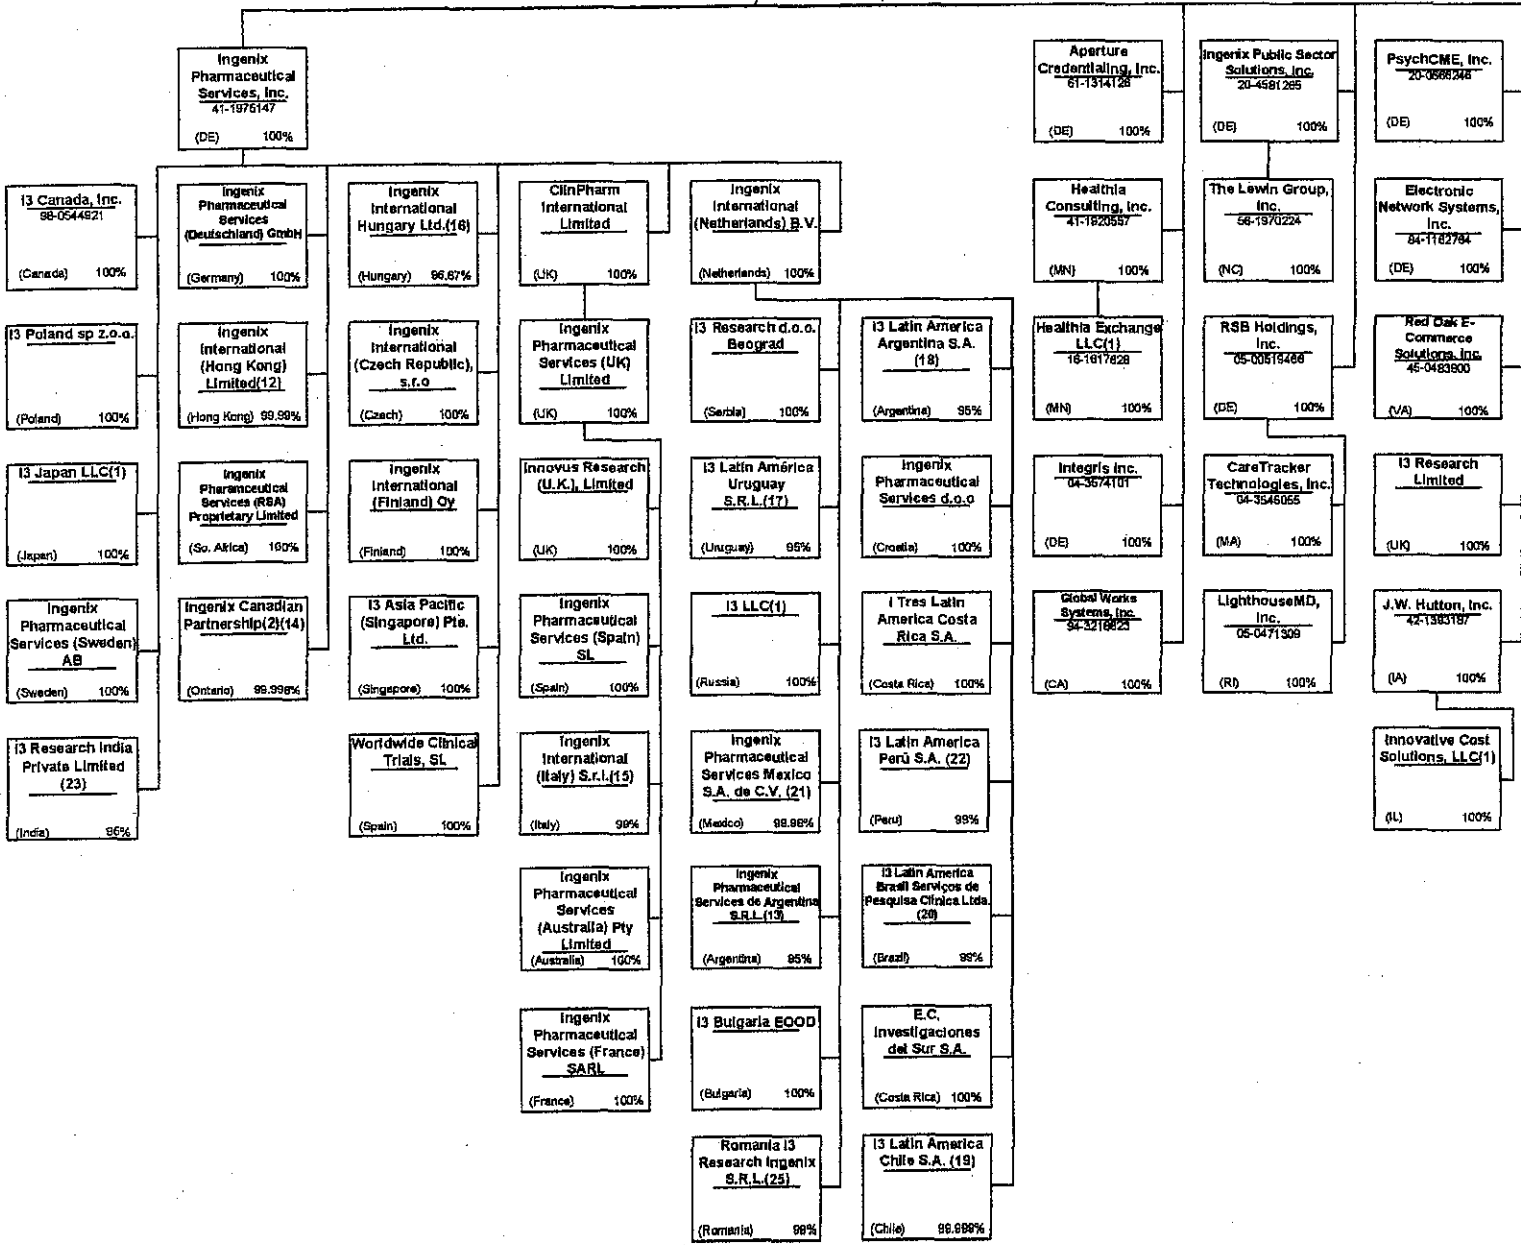 Ingenix
Pharmaceutical
Services, Inc.
41-1975147
(DE) 100%
Aperture
Credentialing, Inc.
61-1314126
(DE) 100%
Ingenix Public Sector
Solutions, Inc.
20-4581265
(DE) 100%
PsychCME, Inc.
(DE) 100%
I3 Canada, Inc.
98-0544921
(Canada) 100%
Ingenix
Pharmaceutical
Services
(Deutschland) GmbH
(Germany) 100%
Ingenix
International
Hungary Ltd.(16)
(Hungary) 96.67%
ClinPharm
International
Limited
(UK) 100%
Ingenix
International
(Netherlands) B.V.
(Netherlands) 100%
Healthia
Consulting, Inc.
41-1920557
(MN) 100%
The Lewin Group,
Inc.
56-1970224
(NC) 100%
Electronic
Network Systems,
Inc.
84-1162764
(DE) 100%
I3 Poland sp z.o.o.
(Poland) 100%
Ingenix
International
(Hong Kong)
Limited(12)
(Hong Kong) 99.99%
Ingenix
International
(Czech Republic),
s.r.o
(Czech) 100%
Ingenix
Pharmaceutical
Services (UK)
Limited
(UK) 100%
I3 Research d.o.o.
Beograd
(Serbia) 100%
I3 Latin America
Argentina S.A.
(18)
(Argentina) 95%
Healthia Exchange
LLC(1)
(MN) 100%
RSB Holdings,
Inc.
05-00519466
(DE) 100%
Red Oak E-
Commerce
Solutions, Inc.
45-0483800
(VA) 100%
I3 Japan LLC(1)
(Japan) 100%
Ingenix
Pharamceutical
Services (RSA)
Proprietary Limited
(So. Africa) 100%
Ingenix
International
(Finland) Oy
(Finland) 100%
Innovus Research
(U.K.), Limited
(UK) 100%
I3 Latin América
Uruguay
S.R.L.(17)
(Uruguay) 95%
Ingenix
Pharmaceutical
Services d.o.o
(Croatia) 100%
Integris Inc.
04-3574101
(DE) 100%
CareTracker
Technologies, Inc.
04-3546055
(MA) 100%
I3 Research
Limited
(UK) 100%
Ingenix
Pharmaceutical
Services (Sweden)
AB
(Sweden) 100%
Ingenix Canadian
Partnership(2)(14)
(Ontario) 99.998%
I3 Asia Pacific
(Singapore) Pte.
Ltd.
(Singapore) 100%
Ingenix
Pharmaceutical
Services (Spain)
SL
(Spain) 100%
I3 LLC(1)
(Russia) 100%
I Tres Latin
America Costa
Rica S.A.
(Costa Rica) 100%
Global Works
Systems, Inc.
94-3216623
(CA) 100%
LighthouseMD,
Inc.
05-0471309
(RI) 100%
J.W. Hutton, Inc.
42-1393187
(IA) 100%
I3 Research India
Private Limited
(23)
(India)
Worldwide Clinical
Trials, SL
(Spain) 100%
Ingenix
International
(Italy) S.r.l.(15)
(Italy) 99%
Ingenix
Pharmaceutical
Services Mexico
S.A. de C.V. (21)
(Mexico) 99.98%
I3 Latin America
Perú S.A. (22)
(Peru) 99%
Innovative Cost
Solutions, LLC(1)
(IL) 100%
Ingenix
Pharmaceutical
Services
(Australia) Pty
Limited
(Australia) 100%
Ingenix
Pharmaceutical
Services de Argentina
S.R.L.(13)
(Argentina) 95%
I3 Latin America
Brasil Serviços de
Pesquisa Clínica Ltda.
(20)
(Brazil) 99%
Ingenix
Pharmaceutical
Services (France)
SARL
(France) 100%
I3 Bulgaria EOOD
(Bulgaria) 100%
E.C.
Investigaciones
del Sur S.A.
(Costa Rica) 100%
Romania I3
Research Ingenix
S.R.L.(25)
(Romania) 99%
I3 Latin America
Chile S.A. (19)
(Chile) 99.999%